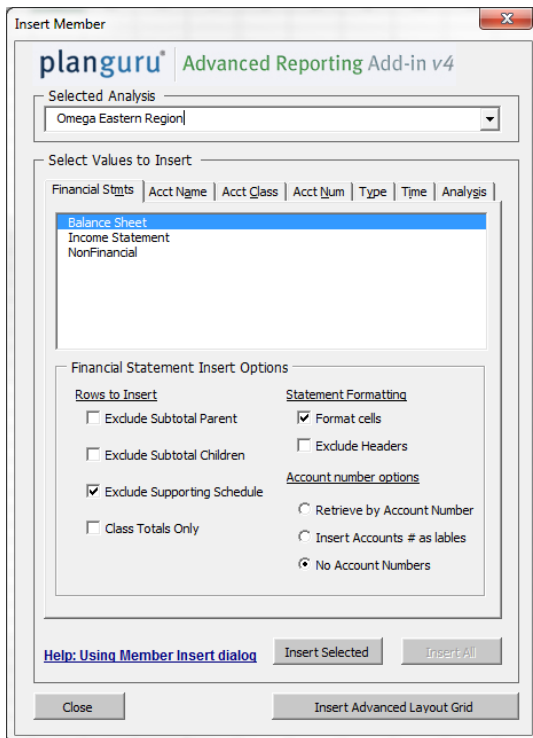 Insert Member
x
planguru® Advanced Reporting Add-in v4
Selected Analysis
Omega Eastern Region
Select Values to Insert
Financial Stmts Acct Name Acct Class Acct Num Type Time Analysis
Balance Sheet
Income Statement
NonFinancial
Financial Statement Insert Options
Rows to Insert
Exclude Subtotal Parent
Exclude Subtotal Children
Exclude Supporting Schedule
Class Totals Only
Statement Formatting
Format cells
Exclude Headers
Account number options
Retrieve by Account Number
Insert Accounts # as lables
No Account Numbers
Help: Using Member Insert dialog
Insert Selected
Insert All
Close
Insert Advanced Layout Grid